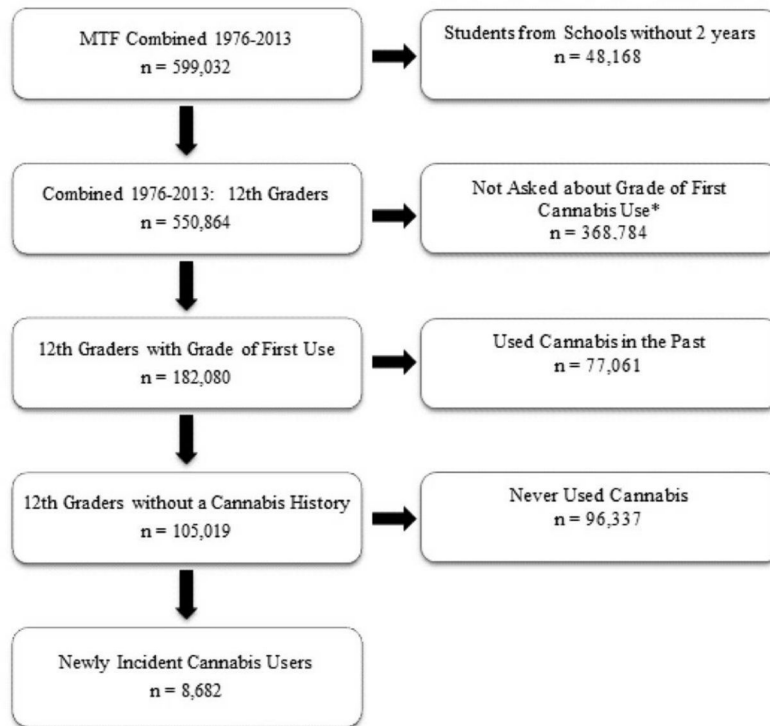 MTF Combined 1976-2013
n = 599,032
Students from Schools without 2 years
n = 48,168
Combined 1976-2013: 12th Graders
n = 550,864
Not Asked about Grade of First
Cannabis Use*
n = 368,784
12th Graders with Grade of First Use
n = 182,080
Used Cannabis in the Past
n = 77,061
12th Graders without a Cannabis History
n = 105,019
Never Used Cannabis
n = 96,337
Newly Incident Cannabis Users
n = 8,682